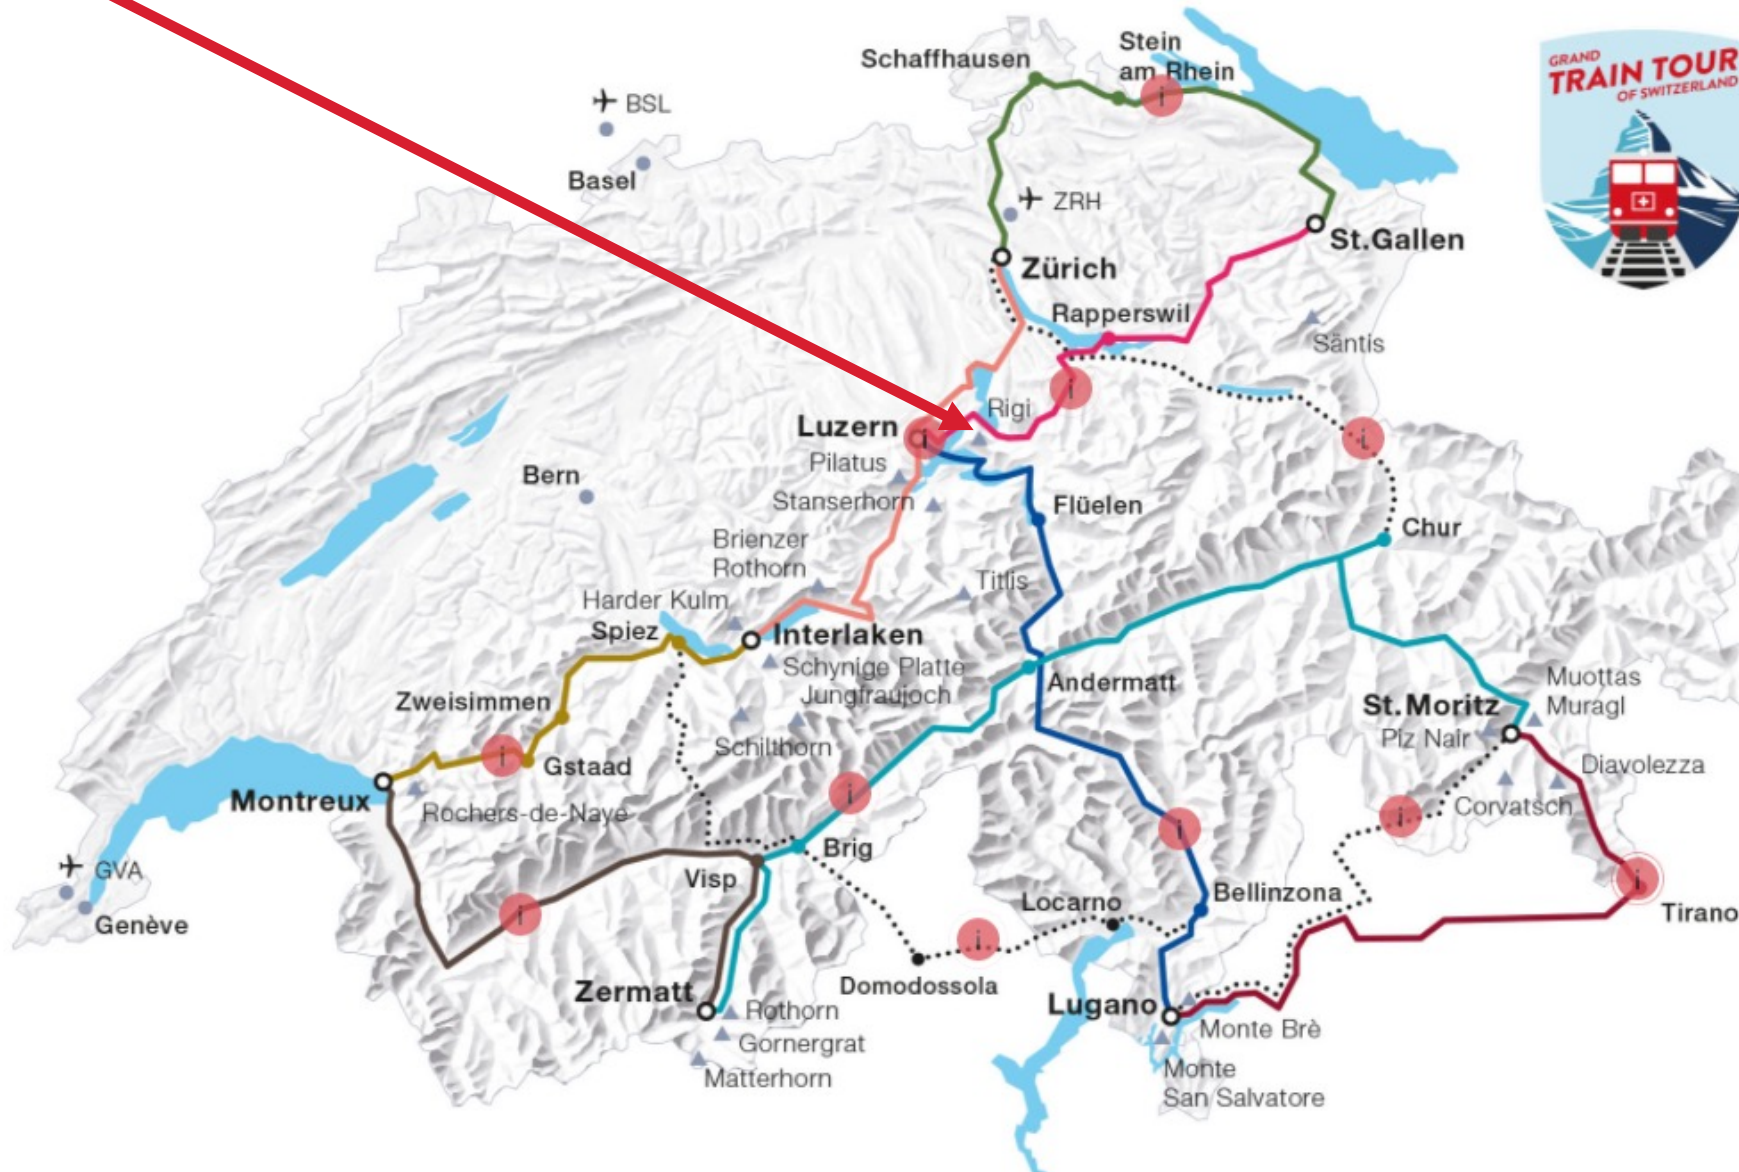 Schaffhausen
Stein
am Rhein
GRAND
TRAIN TOUR
OF SWITZERLAND
BSL
Basel
ZRH
St.Gallen
Zürich
Rapperswil
Säntis
Rigi
Luzern
Pilatus
Bern
Stanserhorn
Flüelen
Chur
Brienzer
Rothorn
Titlis
Harder Kulm
Spiez
Interlaken
Schynige Platte
Jungfraujoch
Andermatt
Muottas
Muragl
Zweisimmen
St.Moritz
Piz Nair
Schilthorn
Gstaad
Diavolezza
Montreux
Rochers-de-Naye
Corvatsch
Brig
GVA
Visp
Genève
Locarno
Bellinzona
Tirano
Domodossola
Zermatt
Rothorn
Lugano
Monte Brè
Gornergrat
Matterhorn
Monte
San Salvatore
i
i
i
i
i
i
i
i
i
i